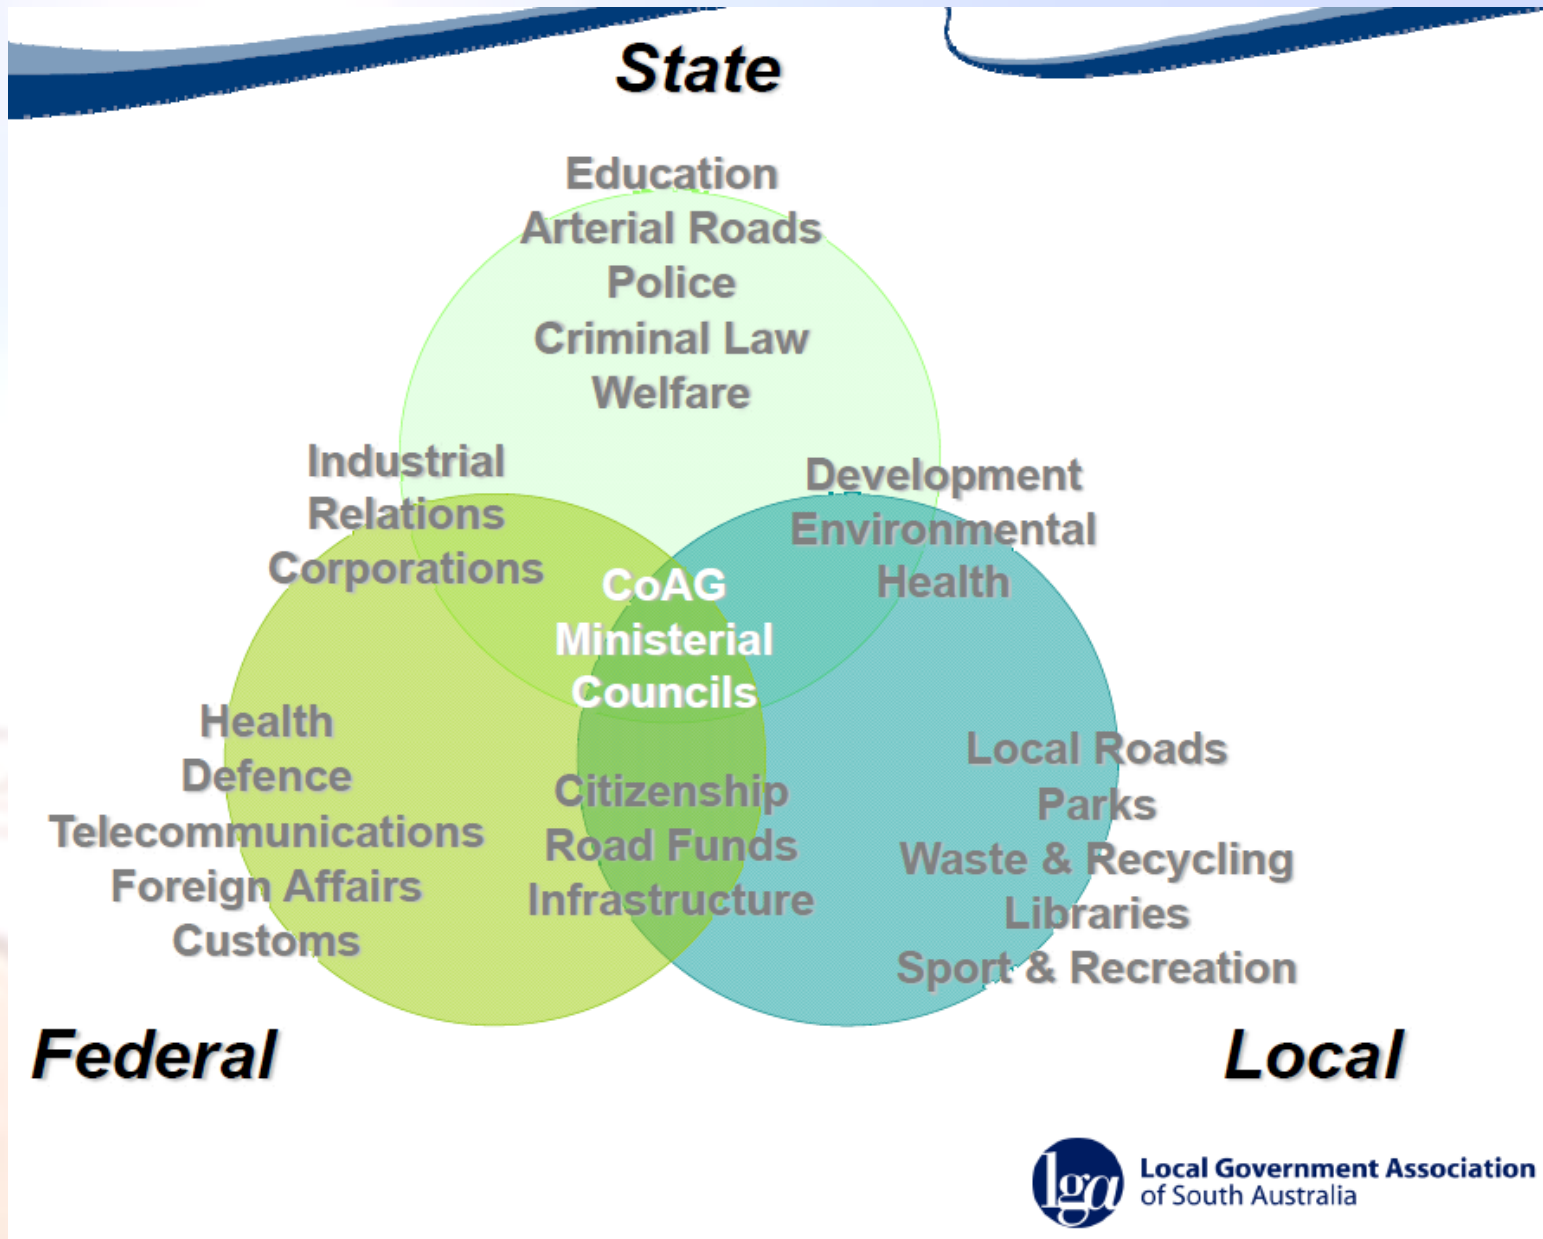 State
Education
Arterial Roads
Police
Criminal Law
Welfare
Industrial
Relations
Corporations
Development
Environmental
Health
CoAG
Ministerial
Councils
Health
Defence
Telecommunications
Foreign Affairs
Customs
Citizenship
Road Funds
Infrastructure
Local Roads
Parks
Waste & Recycling
Libraries
Sport & Recreation
Federal
Local
lga
Local Government Association
of South Australia